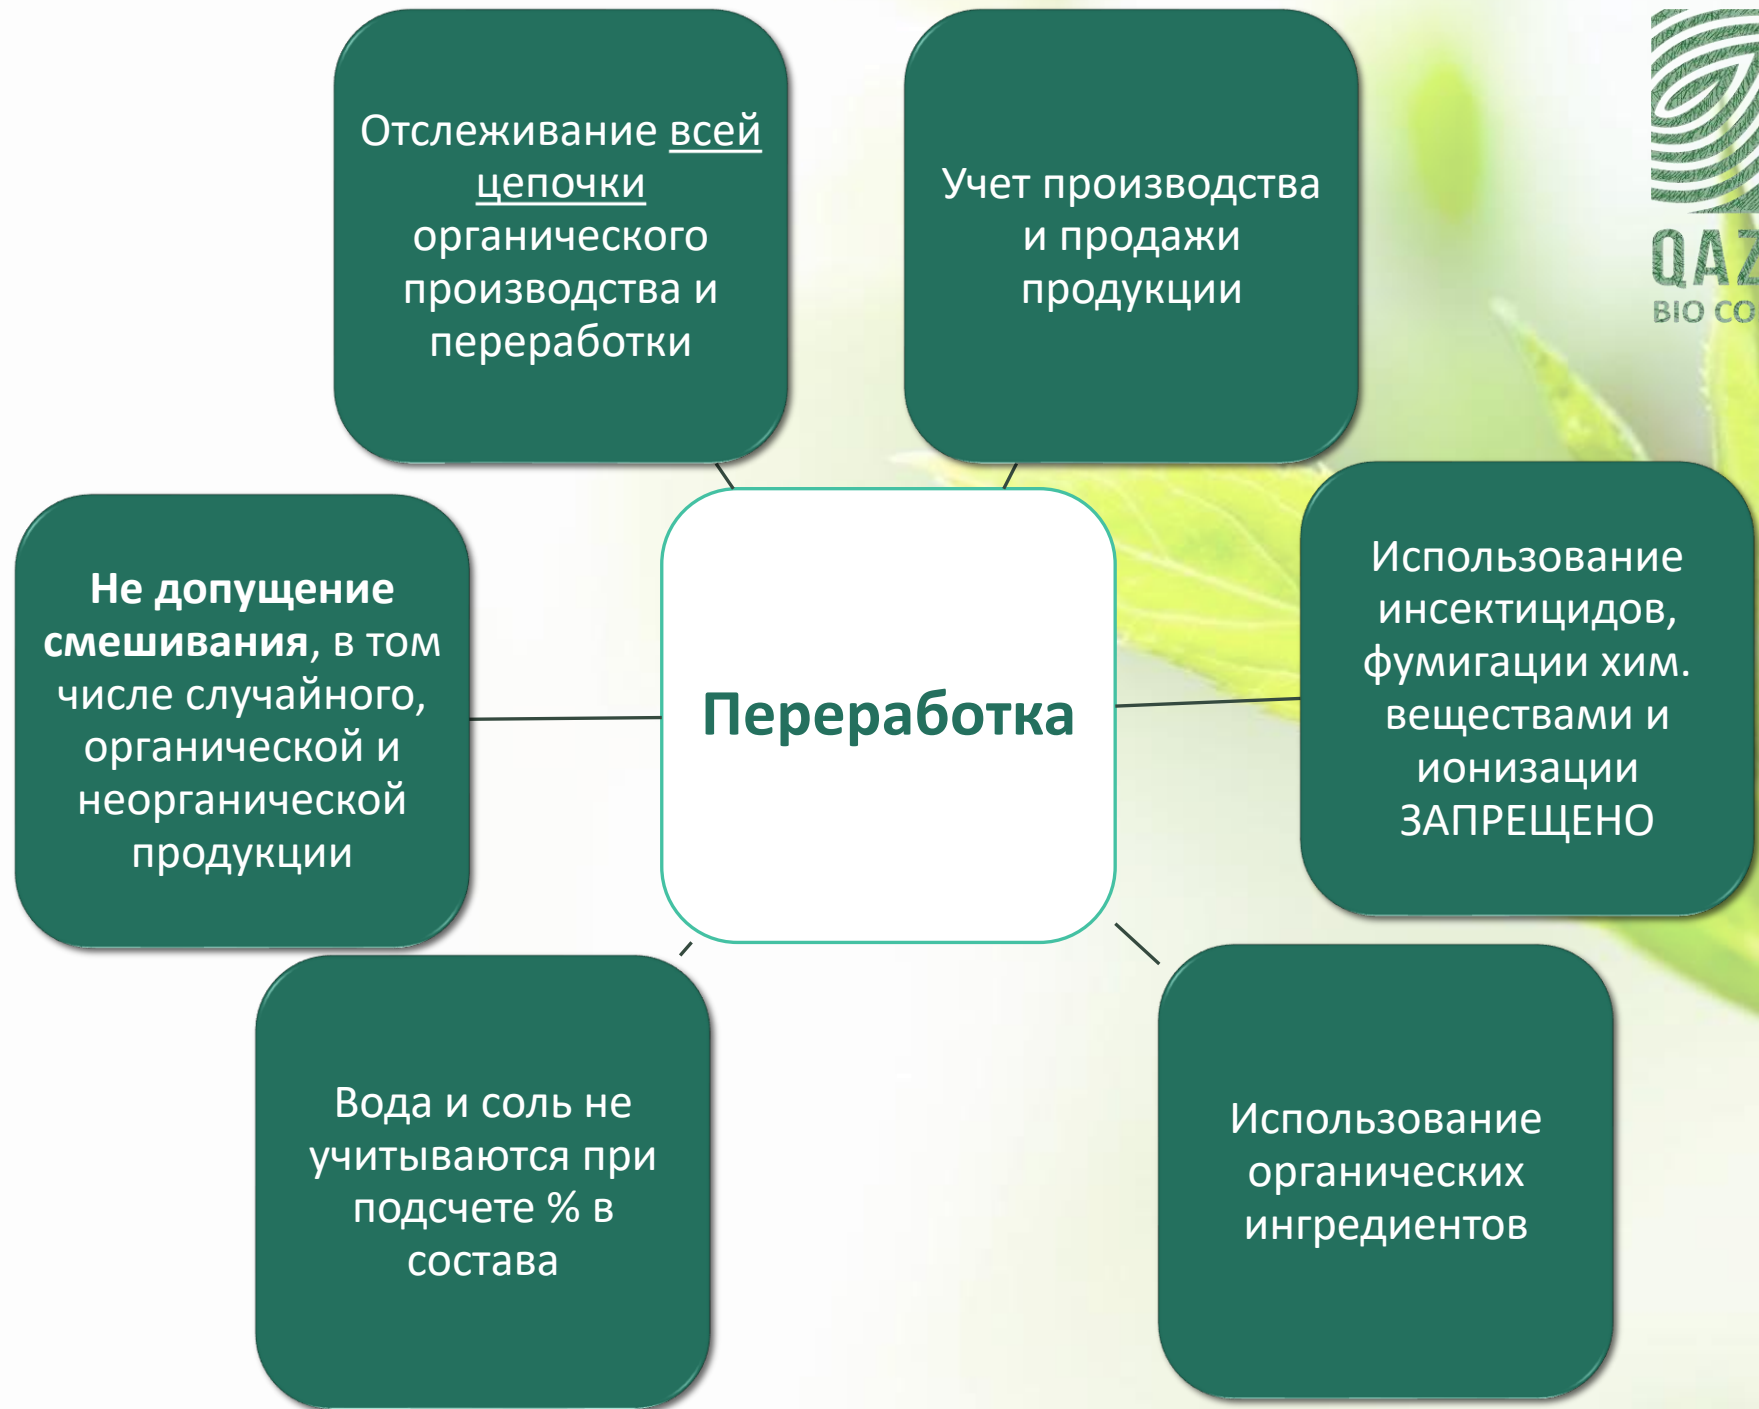 Отслеживание всей
цепочки
органического
производства и
переработки
Учет производства
и продажи
продукции
QAZ
BIO CO
Не допущение
смешивания, в том
числе случайного,
органической и
неорганической
продукции
Переработка
Использование
инсектицидов,
фумигации хим.
веществами и
ионизации
ЗАПРЕЩЕНО
Вода и соль не
учитываются при
подсчете % в
состава
Использование
органических
ингредиентов